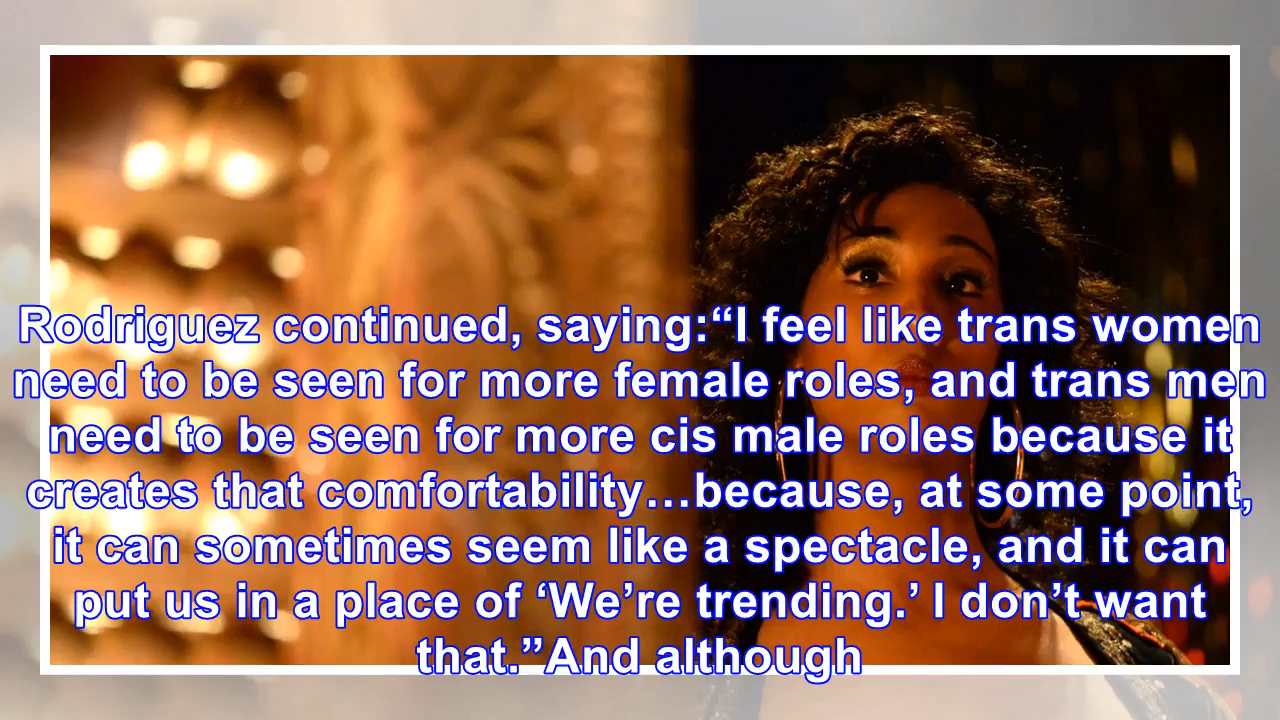 Rodriguez continued, saying:“I feel like trans women
need to be seen for more female roles, and trans men
need to be seen for more cis male roles because it
creates that comfortability…because, at some point,
it can sometimes seem like a spectacle, and it can
put us in a place of ‘We’re trending.’ I don’t want
that.”And although